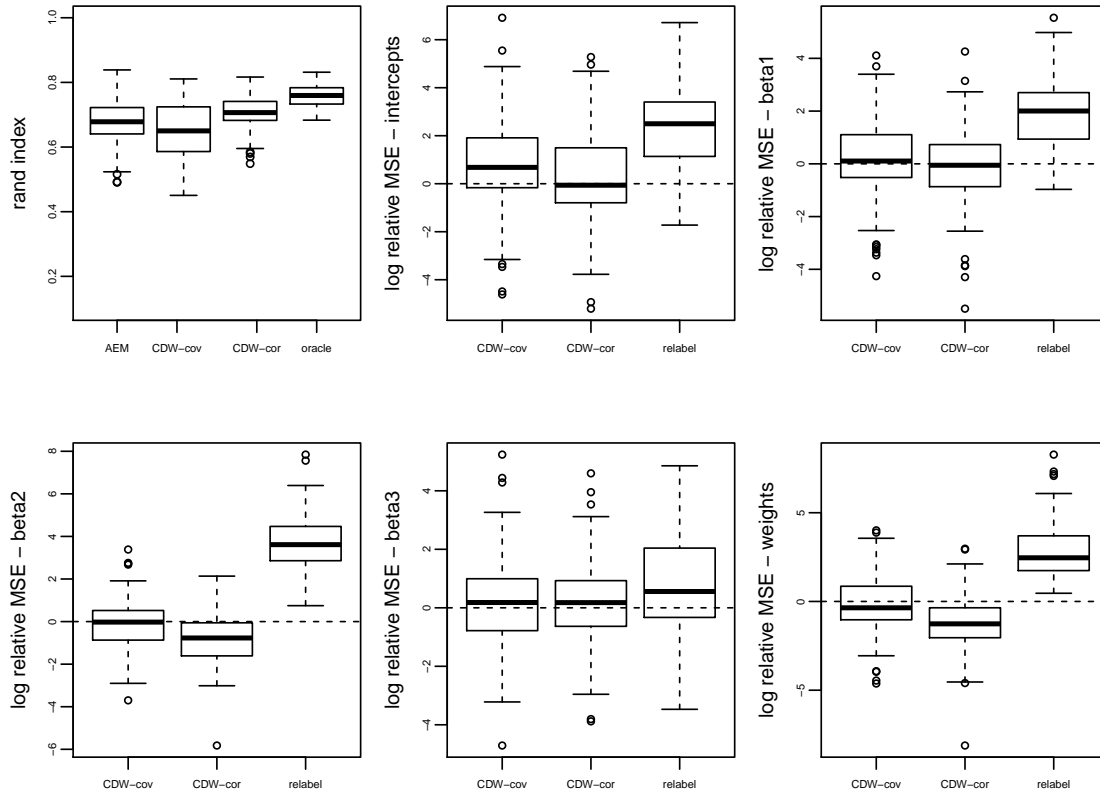 rand index
0.2
0.4
0.6
0.8
1.0
AEM
CDW−cov
CDW−cor
oracle
log relative MSE − intercepts
−4
−2
0
2
4
6
CDW−cov
CDW−cor
relabel
log relative MSE − beta1
−4
−2
0
2
4
CDW−cov
CDW−cor
relabel
log relative MSE − beta2
−6
−4
−2
0
2
4
6
8
CDW−cov
CDW−cor
relabel
log relative MSE − beta3
−4
−2
0
2
4
CDW−cov
CDW−cor
relabel
log relative MSE − weights
−5
0
5
CDW−cov
CDW−cor
relabel